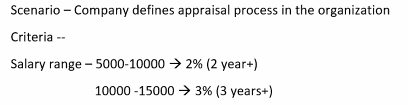 Scenario – Company defines appraisal process in the organization
Criteria --
Salary range – 5000-10000 → 2% (2 year+)
10000 -15000 → 3% (3 years+)